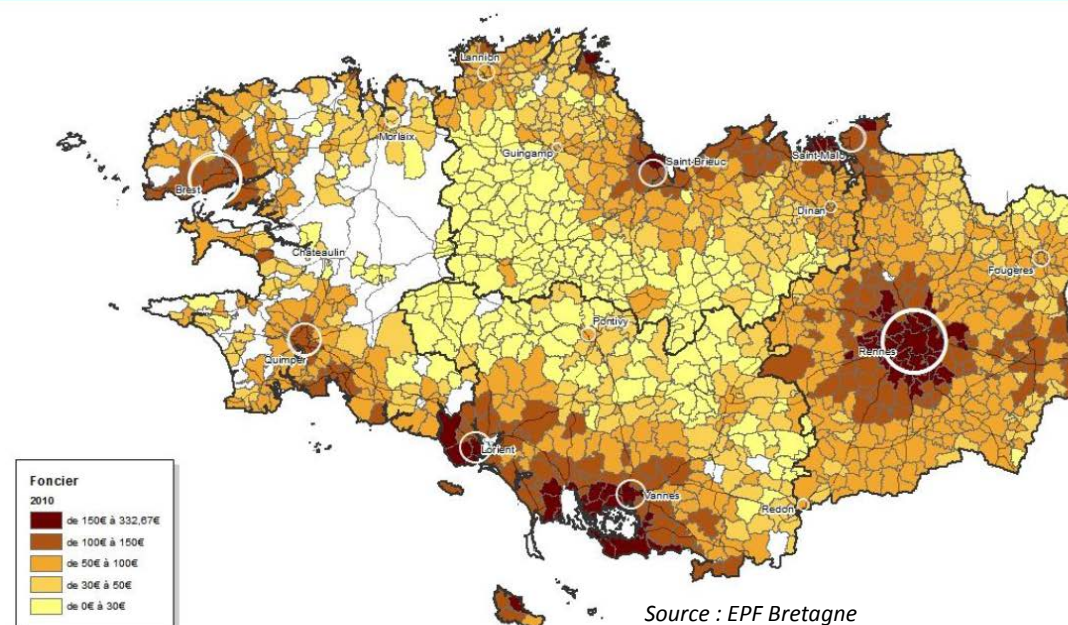 Lannion
Morlaix
Guingamp
Saint-Brieuc
Saint-Malo
Brest
Dinan
Châteaulin
Fougères
Pontivy
Rennes
Quimper
Lorient
Vannes
Redon
Foncier
2010
de 150€ à 332,67€
de 100€ à 150€
de 50€ à 100€
de 30€ à 50€
de 0€ à 30€
Source : EPF Bretagne